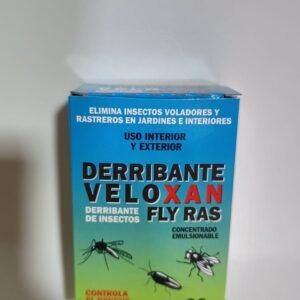 ELIMINA INSECTOS VOLADORES Y
RASTREROS EN JARDINES E INTERIORES
USO INTERIOR
Y EXTERIOR
DERRIBANTE
VELOXAN
DERRIBANTE
DE INSECTOS
FLY RAS
CONCENTRADO
EMULSIONABLE
CONTROLA